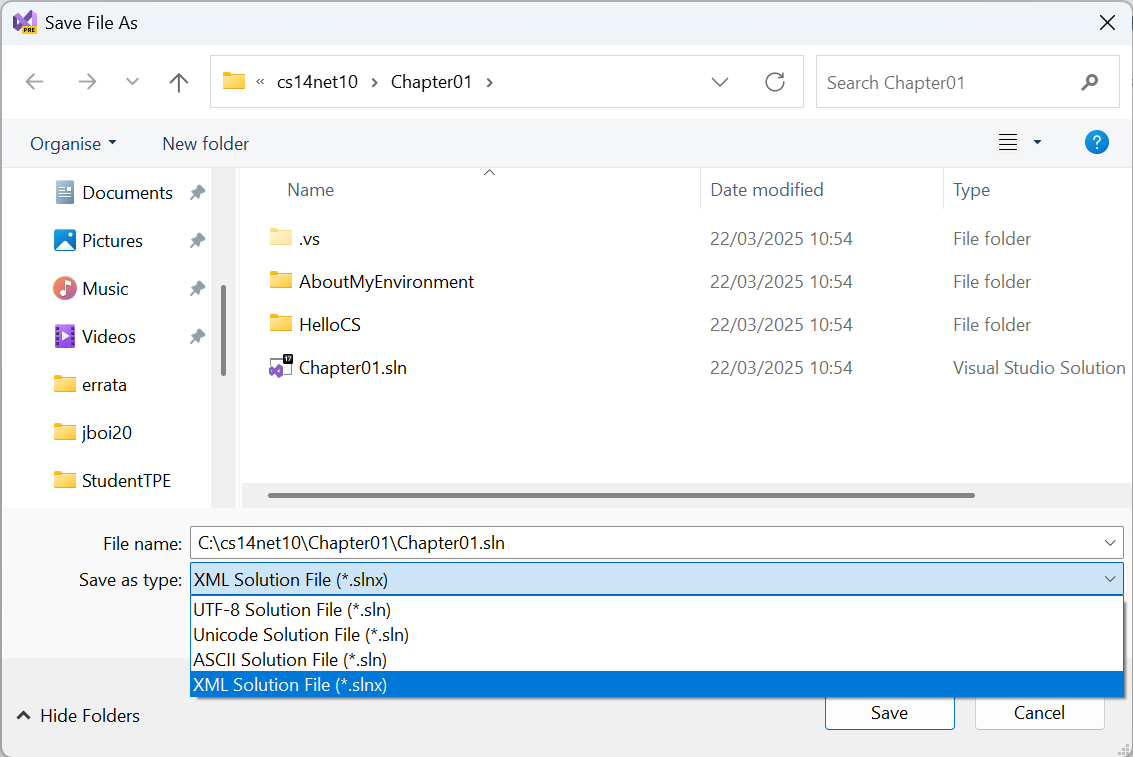 Save File As
PRE
« cs14net10 > Chapter01 >
Search Chapter01
Organise
New folder
?
Documents
Pictures
Music
Videos
errata
jboi20
StudentTPE
Name Date modified Type
.vs 22/03/2025 10:54 File folder
AboutMyEnvironment 22/03/2025 10:54 File folder
HelloCS 22/03/2025 10:54 File folder
17
Chapter01.sln 22/03/2025 10:54 Visual Studio Solution
File name: C:\cs14net10\Chapter01\Chapter01.sln
Save as type: XML Solution File (*.slnx)
UTF-8 Solution File (*.sln)
Unicode Solution File (*.sln)
ASCII Solution File (*.sln)
XML Solution File (*.slnx)
Hide Folders
Save
Cancel